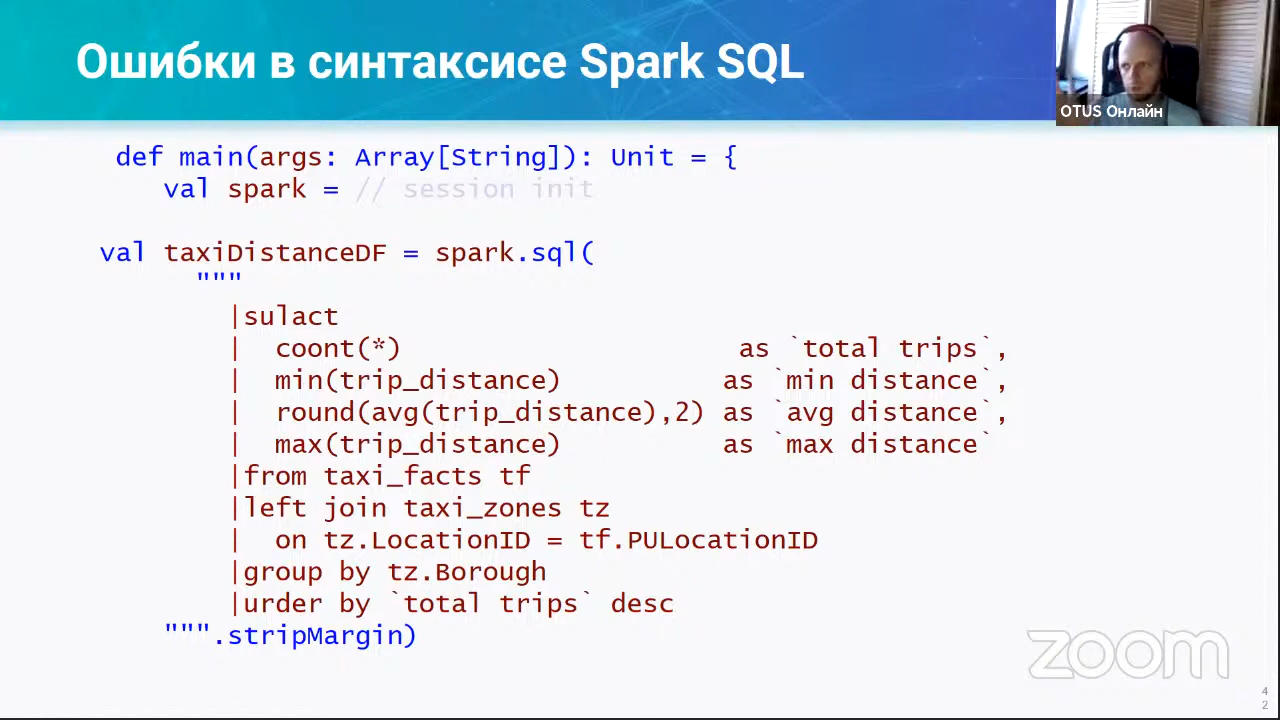 Ошибки в синтаксисе Spark SQL
OTUS Онлайн
def main(args: Array[String]): Unit = {
val spark = // session init
val taxiDistanceDF = spark.sql(
"""
|sulact
| coont(*) as `total trips`,
| min(trip_distance) as `min distance`,
| round(avg(trip_distance),2) as `avg distance`,
| max(trip_distance) as `max distance`
|from taxi_facts tf
|left join taxi_zones tz
| on tz.LocationID = tf.PULocationID
|group by tz.Borough
|urder by `total trips` desc
""".stripMargin)
zoom
4
2